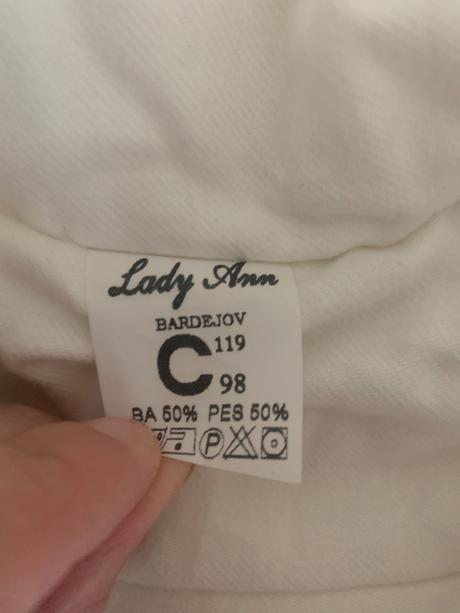 Lady Ann
BARDEJOV
C 119
98
BA 50% PES 50%
P